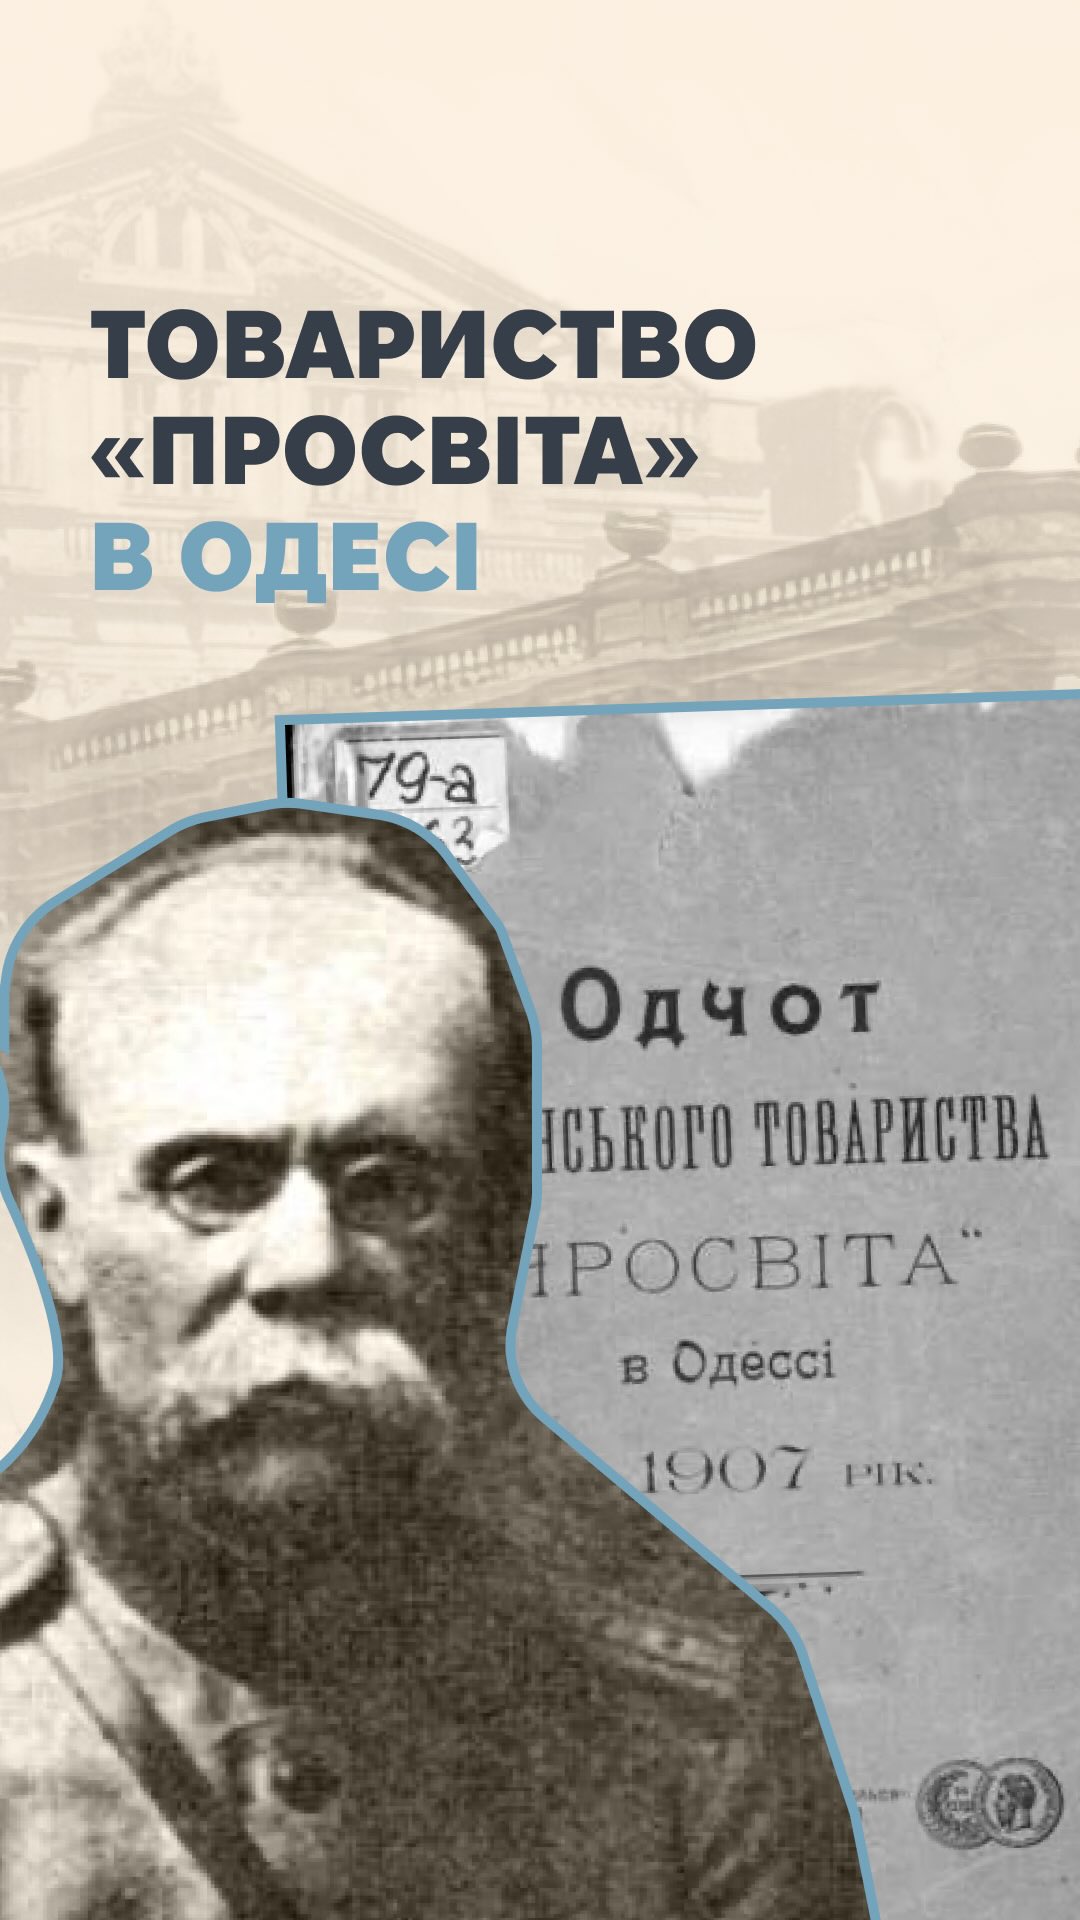 ТОВАРИСТВО
«ПРОСВІТА»
В ОДЕСІ
79-а
Одчот
НСЬКОГО ТОВАРИСТВА
ПРОСВІТА“
в Одессі
1907 РІК.